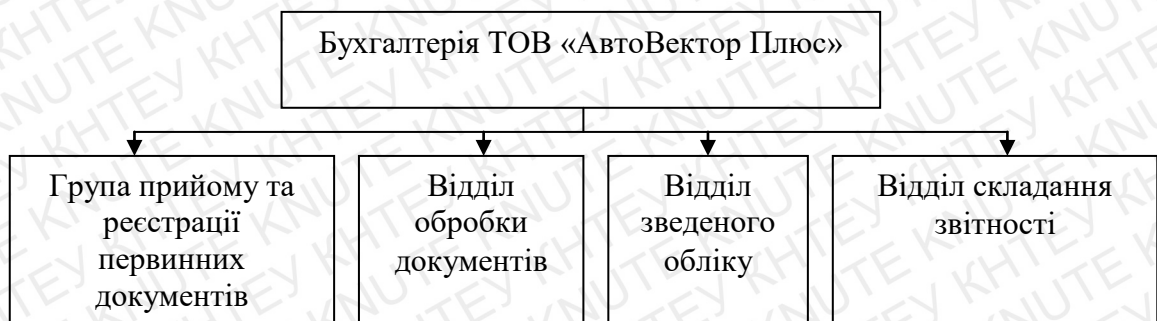 Бухгалтерія ТОВ «АвтоВектор Плюс»
Група прийому та
реєстрації
первинних
документів
Відділ
обробки
документів
Відділ
зведеного
обліку
Відділ складання
звітності